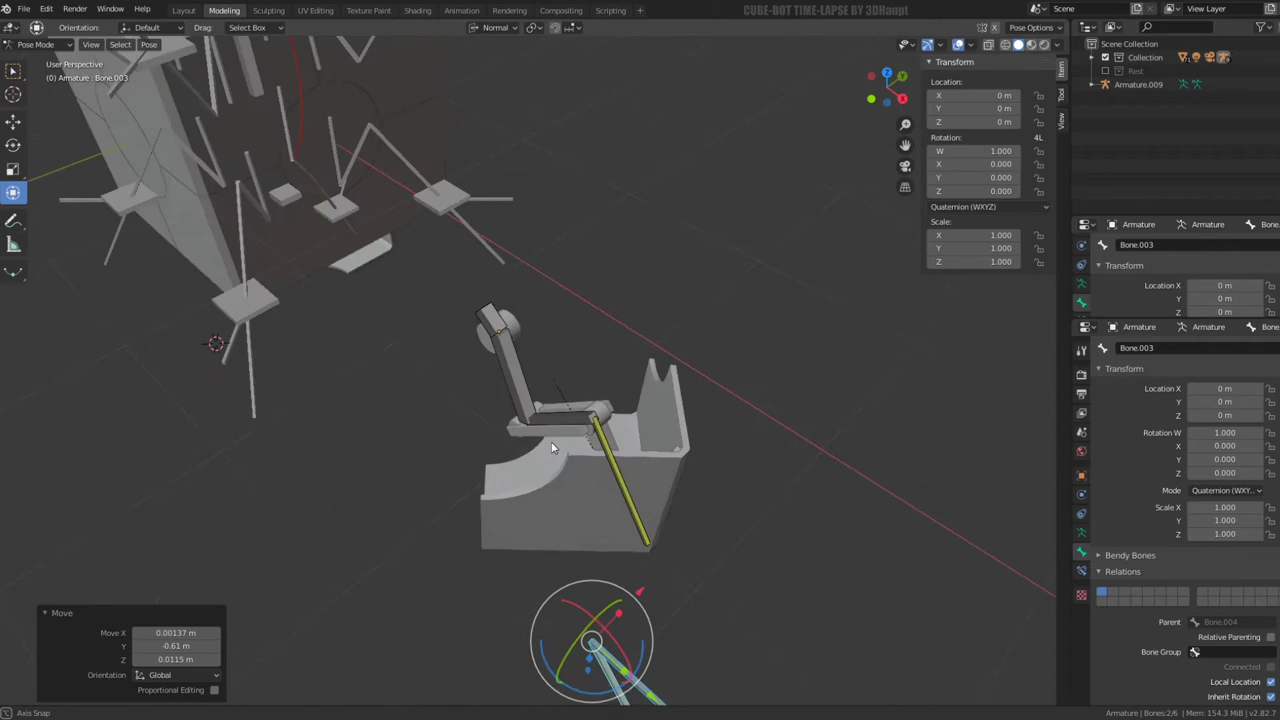 File Edit Render Window Help Layout Modeling Sculpting UV Editing Texture Paint Shading Animation Rendering Compositing Scripting CUBE-BOT TIME-LAPSE BY 3DHaupt Scene View Layer
Orientation: Default Drag: Select Box Normal Pose Options
Pose Mode View Select Pose
User Perspective
(0) Armature : Bone.003
Transform
Location:
X 0 m
Y 0 m
Z 0 m
Rotation: 4L
W 1.000
X 0.000
Y 0.000
Z 0.000
Quaternion (WXYZ)
Scale:
X 1.000
Y 1.000
Z 1.000
Item
Tool
View
Z
Y
X
Scene Collection
Collection
Rest
Armature.009
Armature Armature Bone.
Bone.003
Transform
Location X 0 m
Y 0 m
Z 0 m
Armature Armature Bone.
Bone.003
Transform
Location X 0 m
Y 0 m
Z 0 m
Rotation W 1.000
X 0.000
Y 0.000
Z 0.000
Mode Quaternion (WXY..
Scale X 1.000
Y 1.000
Z 1.000
Bendy Bones
Relations
Parent Bone.004
Relative Parenting
Bone Group
Connected
Local Location
Inherit Rotation
Move
Move X 0.00137 m
Y -0.61 m
Z 0.0115 m
Orientation Global
Proportional Editing
Axis Snap
Armature | Bones:2/6 | Mem: 154.3 MiB | v2.82.7